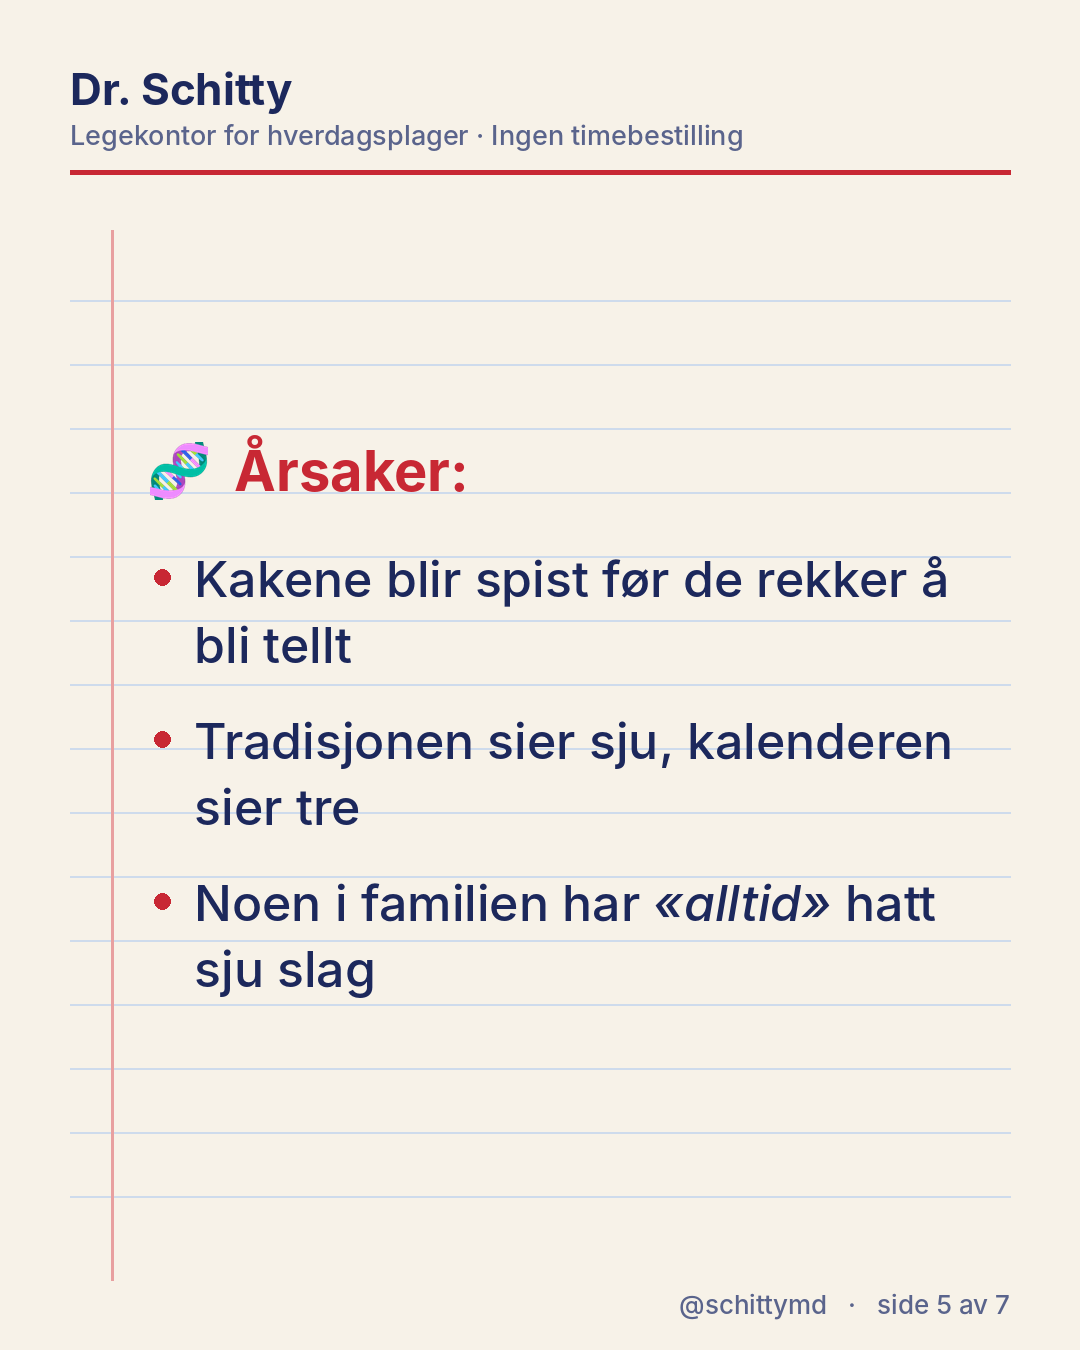 Dr. Schitty
Legekontor for hverdagsplager · Ingen timebestilling
🧬 Årsaker:
• Kakene blir spist før de rekker å
bli tellt
• Tradisjonen sier sju, kalenderen
sier tre
• Noen i familien har «alltid» hatt
sju slag
@schittymd · side 5 av 7